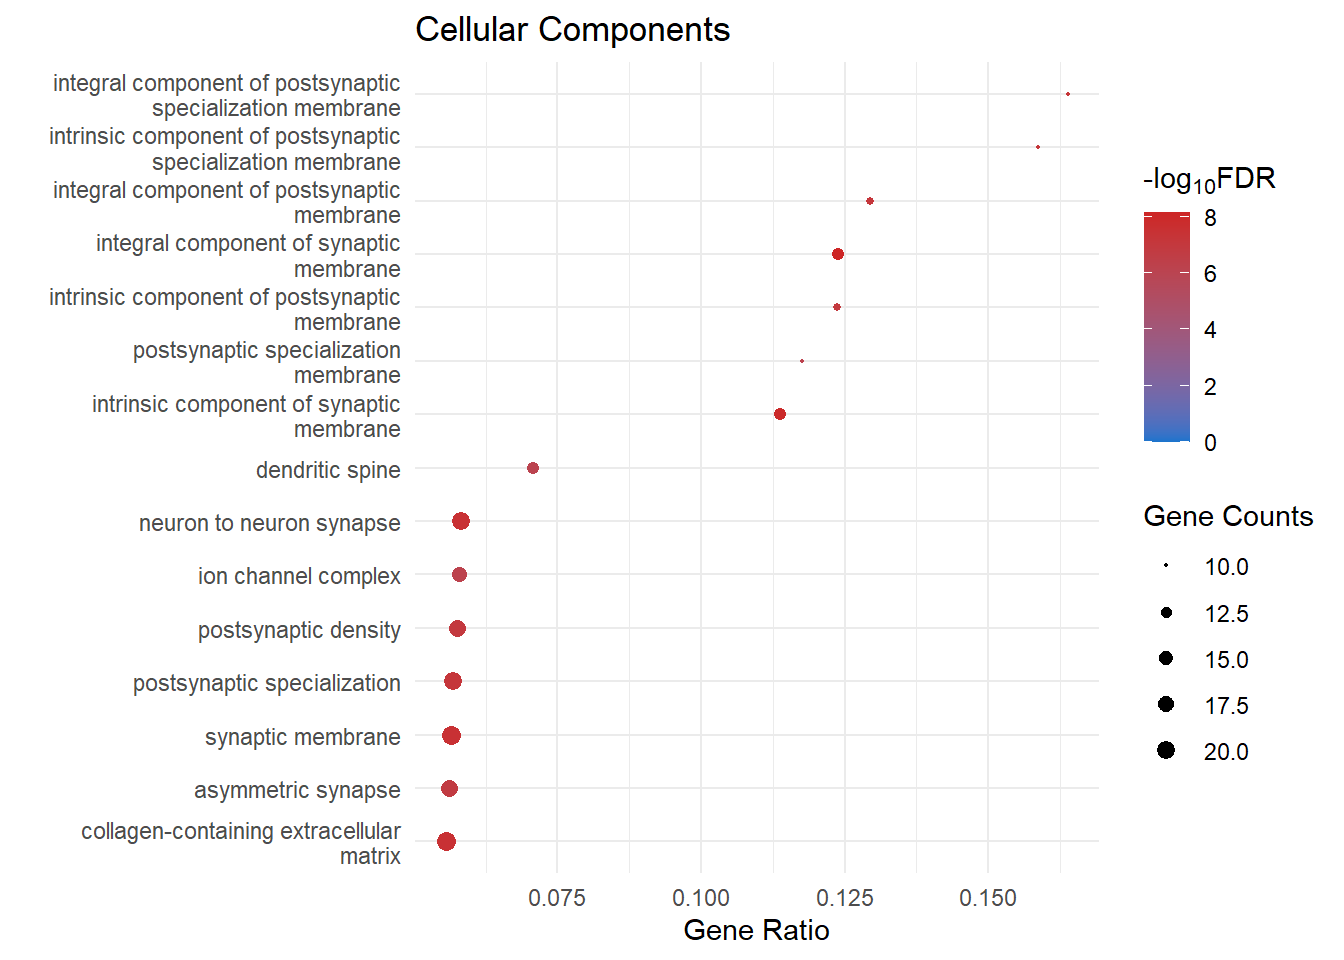 Cellular Components
integral component of postsynaptic
specialization membrane
intrinsic component of postsynaptic
specialization membrane
integral component of postsynaptic
membrane
integral component of synaptic
membrane
intrinsic component of postsynaptic
membrane
postsynaptic specialization
membrane
intrinsic component of synaptic
membrane
dendritic spine
neuron to neuron synapse
ion channel complex
postsynaptic density
postsynaptic specialization
synaptic membrane
asymmetric synapse
collagen-containing extracellular
matrix
0.075 0.100 0.125 0.150
Gene Ratio
-log₁₀FDR
8
6
4
2
0
Gene Counts
10.0
12.5
15.0
17.5
20.0